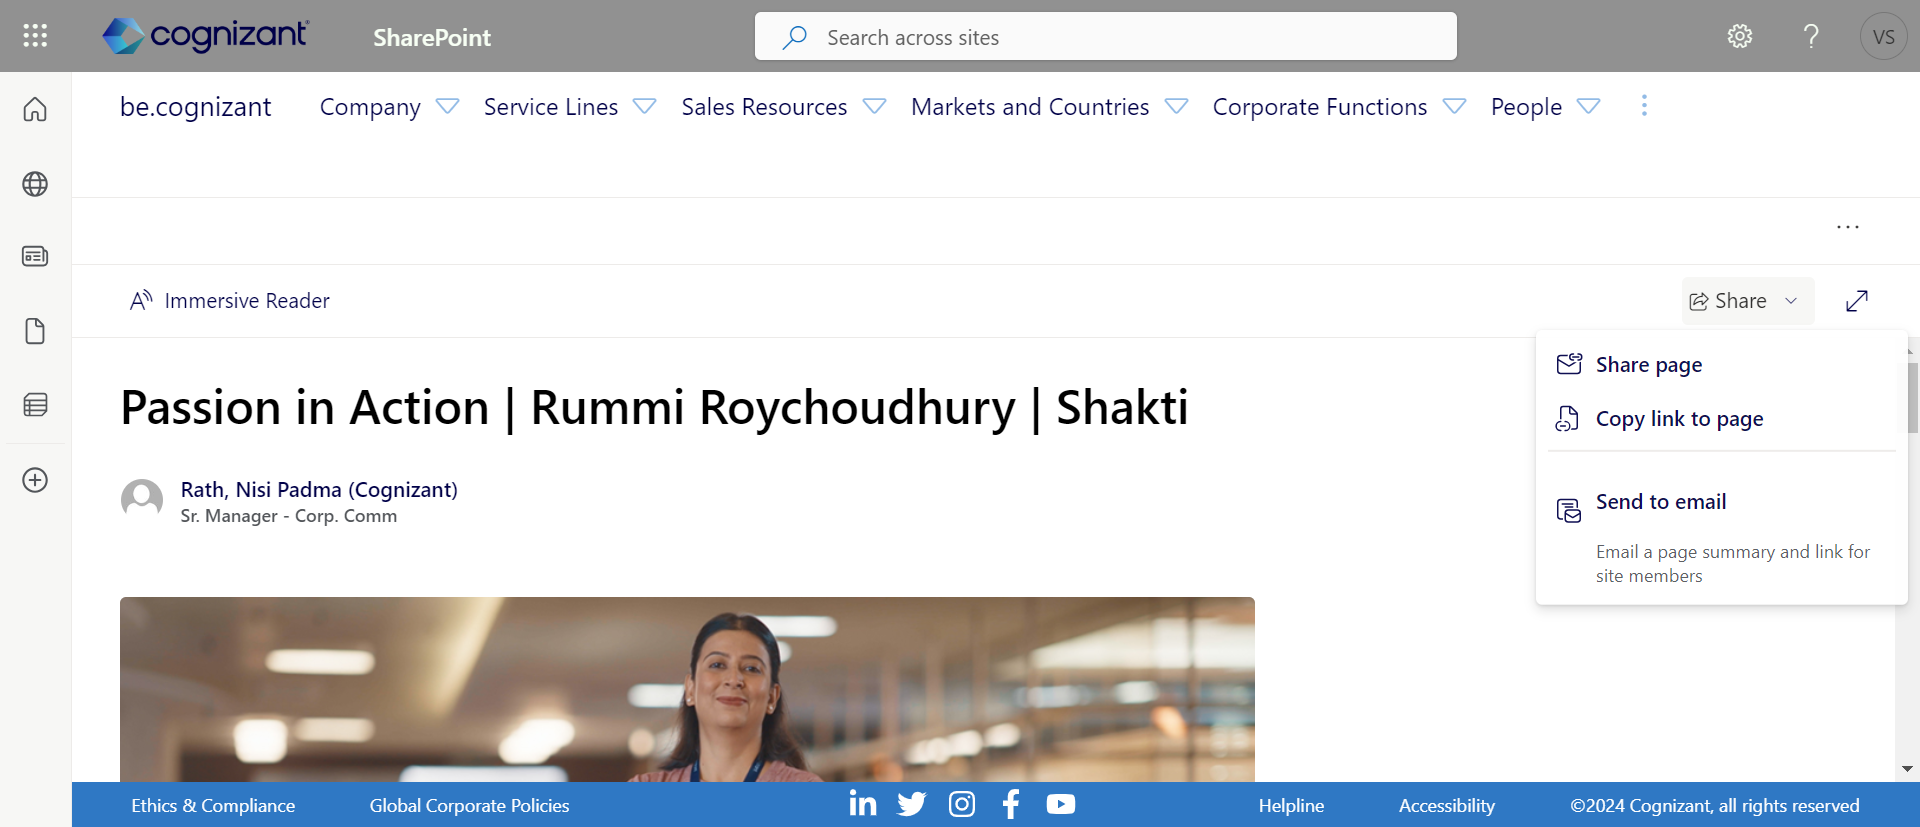 cognizant
SharePoint
Search across sites
VS
be.cognizant
Company
Service Lines
Sales Resources
Markets and Countries
Corporate Functions
People
Immersive Reader
Share
Share page
Copy link to page
Send to email
Email a page summary and link for
site members
Passion in Action | Rummi Roychoudhury | Shakti
Rath, Nisi Padma (Cognizant)
Sr. Manager - Corp. Comm
Ethics & Compliance
Global Corporate Policies
Helpline
Accessibility
©2024 Cognizant, all rights reserved